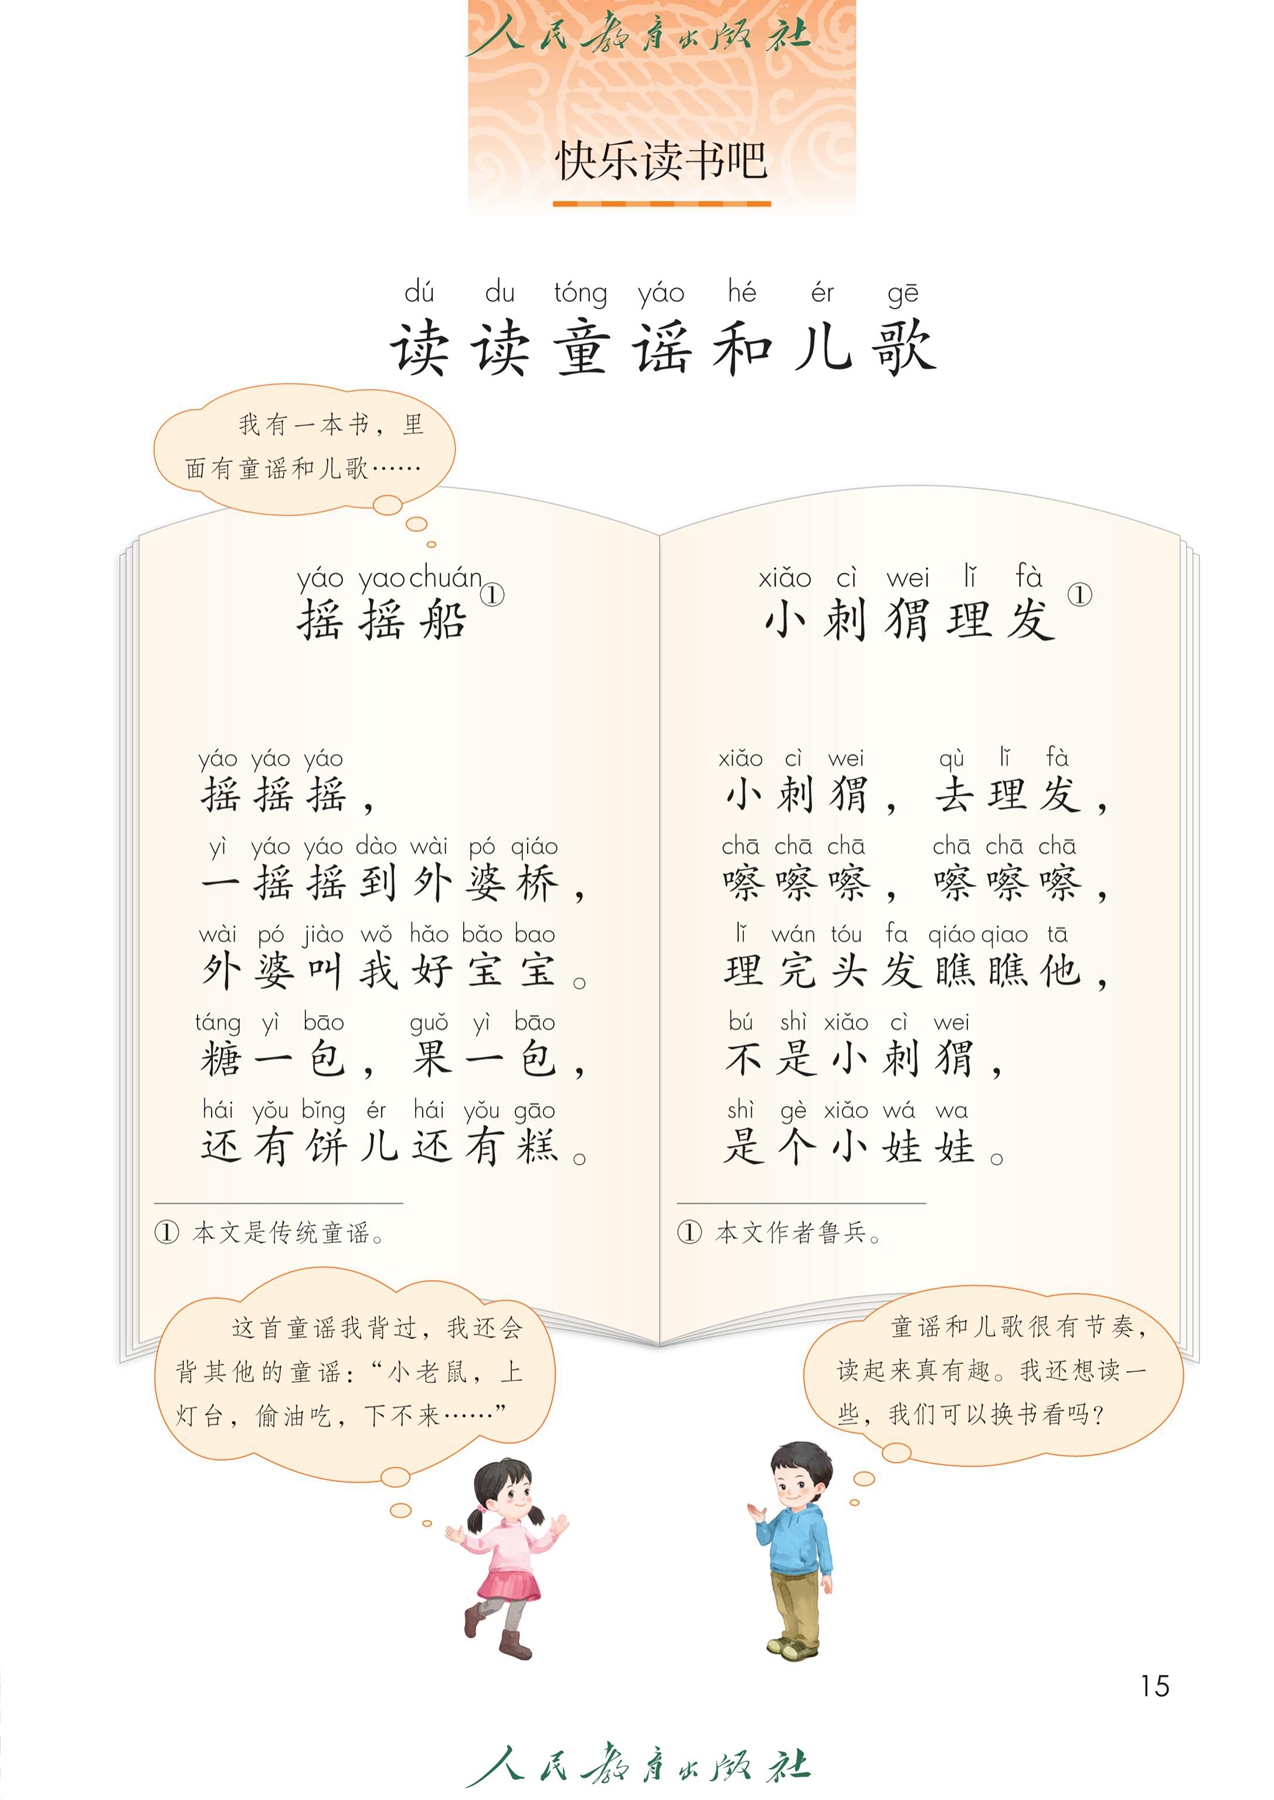 人民教育出版社
快乐读书吧
dú du tóng yáo hé ér gē
读读童谣和儿歌
我有一本书，里
面有童谣和儿歌……
yáo yao chuán
摇摇船①
yáo yáo yáo
摇摇摇，
yì yáo yáo dào wài pó qiáo
一摇摇到外婆桥，
wài pó jiào wǒ hǎo bǎo bao
外婆叫我好宝宝。
táng yì bāo guǒ yì bāo
糖一包，果一包，
hái yǒu bǐng ér hái yǒu gāo
还有饼儿还有糕。
① 本文是传统童谣。
xiǎo cì wei lǐ fà
小刺猬理发①
xiǎo cì wei qù lǐ fà
小刺猬，去理发，
chā chā chā chā chā chā
嚓嚓嚓，嚓嚓嚓，
lǐ wán tóu fa qiáo qiao tā
理完头发瞧瞧他，
bú shì xiǎo cì wei
不是小刺猬，
shì gè xiǎo wá wa
是个小娃娃。
① 本文作者鲁兵。
这首童谣我背过，我还会
背其他的童谣：“小老鼠，上
灯台，偷油吃，下不来……”
童谣和儿歌很有节奏，
读起来真有趣。我还想读一
些，我们可以换书看吗？
15
人民教育出版社